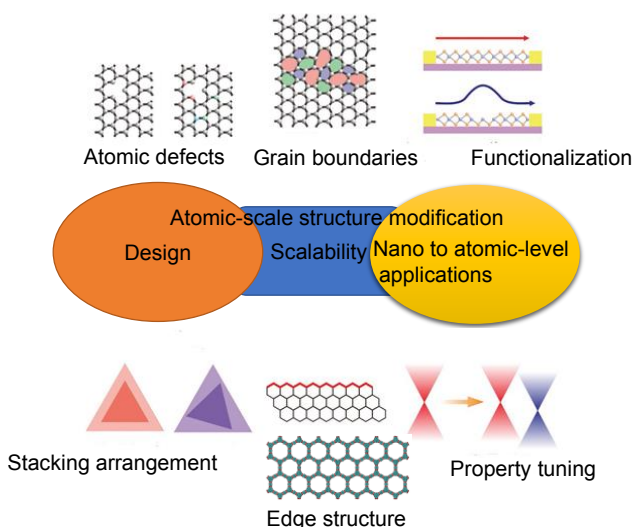 Atomic defects
Grain boundaries
Functionalization
Atomic-scale structure modification
Design
Scalability
Nano to atomic-level
applications
Stacking arrangement
Property tuning
Edge structure